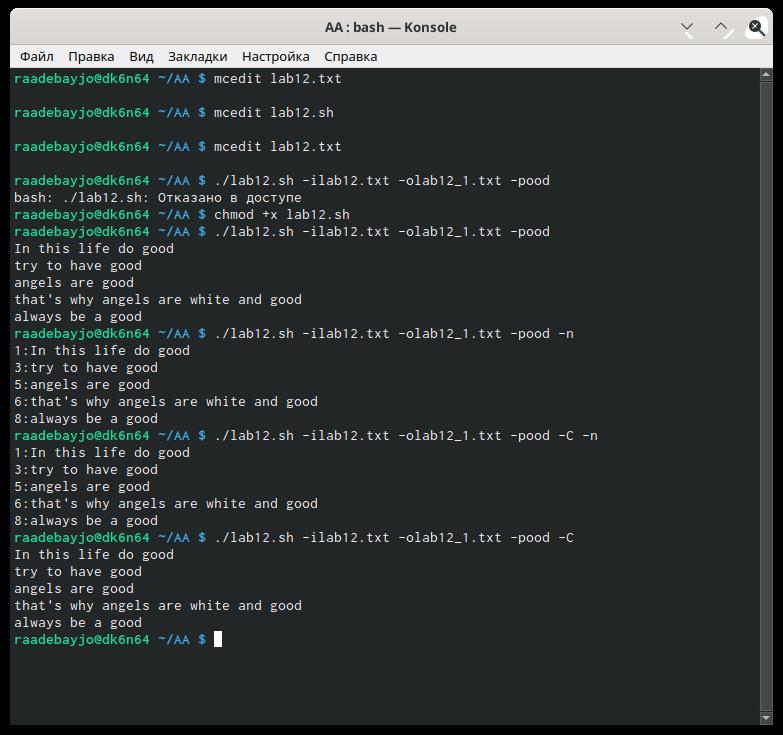 AA : bash — Konsole
Файл Правка Вид Закладки Настройка Справка
raadebayjo@dk6n64 ~/AA $ mcedit lab12.txt
raadebayjo@dk6n64 ~/AA $ mcedit lab12.sh
raadebayjo@dk6n64 ~/AA $ mcedit lab12.txt
raadebayjo@dk6n64 ~/AA $ ./lab12.sh -ilab12.txt -olab12_1.txt -pood
bash: ./lab12.sh: Отказано в доступе
raadebayjo@dk6n64 ~/AA $ chmod +x lab12.sh
raadebayjo@dk6n64 ~/AA $ ./lab12.sh -ilab12.txt -olab12_1.txt -pood
In this life do good
try to have good
angels are good
that's why angels are white and good
always be a good
raadebayjo@dk6n64 ~/AA $ ./lab12.sh -ilab12.txt -olab12_1.txt -pood -n
1:In this life do good
3:try to have good
5:angels are good
6:that's why angels are white and good
8:always be a good
raadebayjo@dk6n64 ~/AA $ ./lab12.sh -ilab12.txt -olab12_1.txt -pood -C -n
1:In this life do good
3:try to have good
5:angels are good
6:that's why angels are white and good
8:always be a good
raadebayjo@dk6n64 ~/AA $ ./lab12.sh -ilab12.txt -olab12_1.txt -pood -C
In this life do good
try to have good
angels are good
that's why angels are white and good
always be a good
raadebayjo@dk6n64 ~/AA $